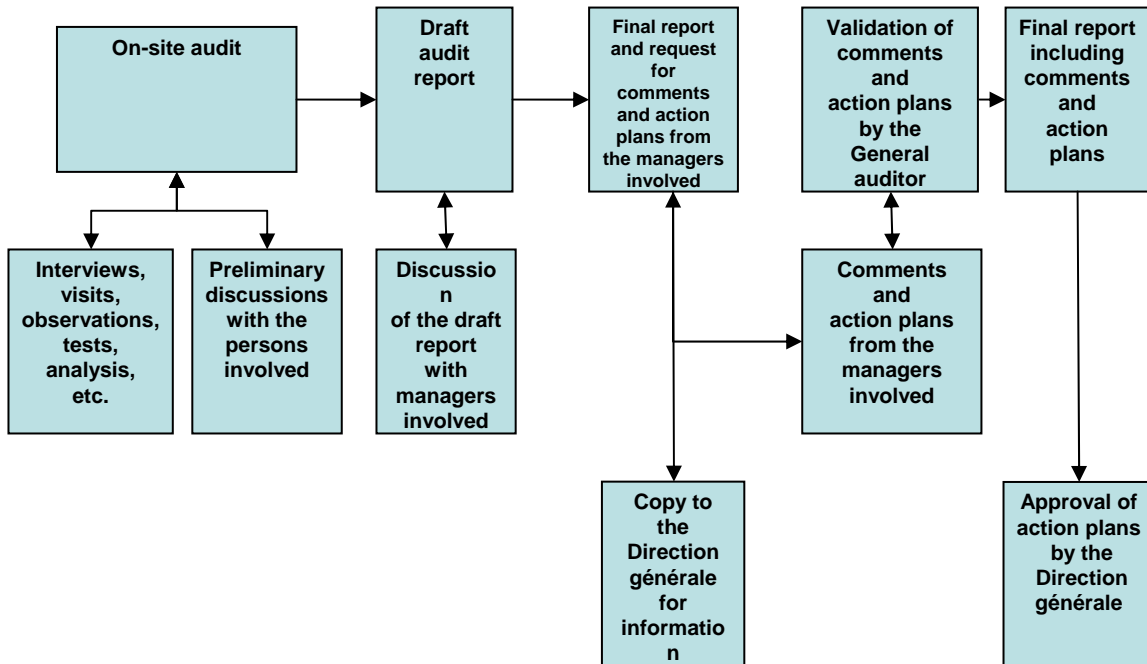 On-site audit
Draft
audit
report
Final report
and request
for
comments
and action
plans from
the managers
involved
Validation of
comments
and
action plans
by the
General
auditor
Final report
including
comments
and
action
plans
Interviews,
visits,
observations,
tests,
analysis,
etc.
Preliminary
discussions
with the
persons
involved
Discussio
n
of the draft
report
with
managers
involved
Comments
and
action plans
from the
managers
involved
Copy to
the
Direction
générale
for
informatio
n
Approval of
action plans
by the
Direction
générale